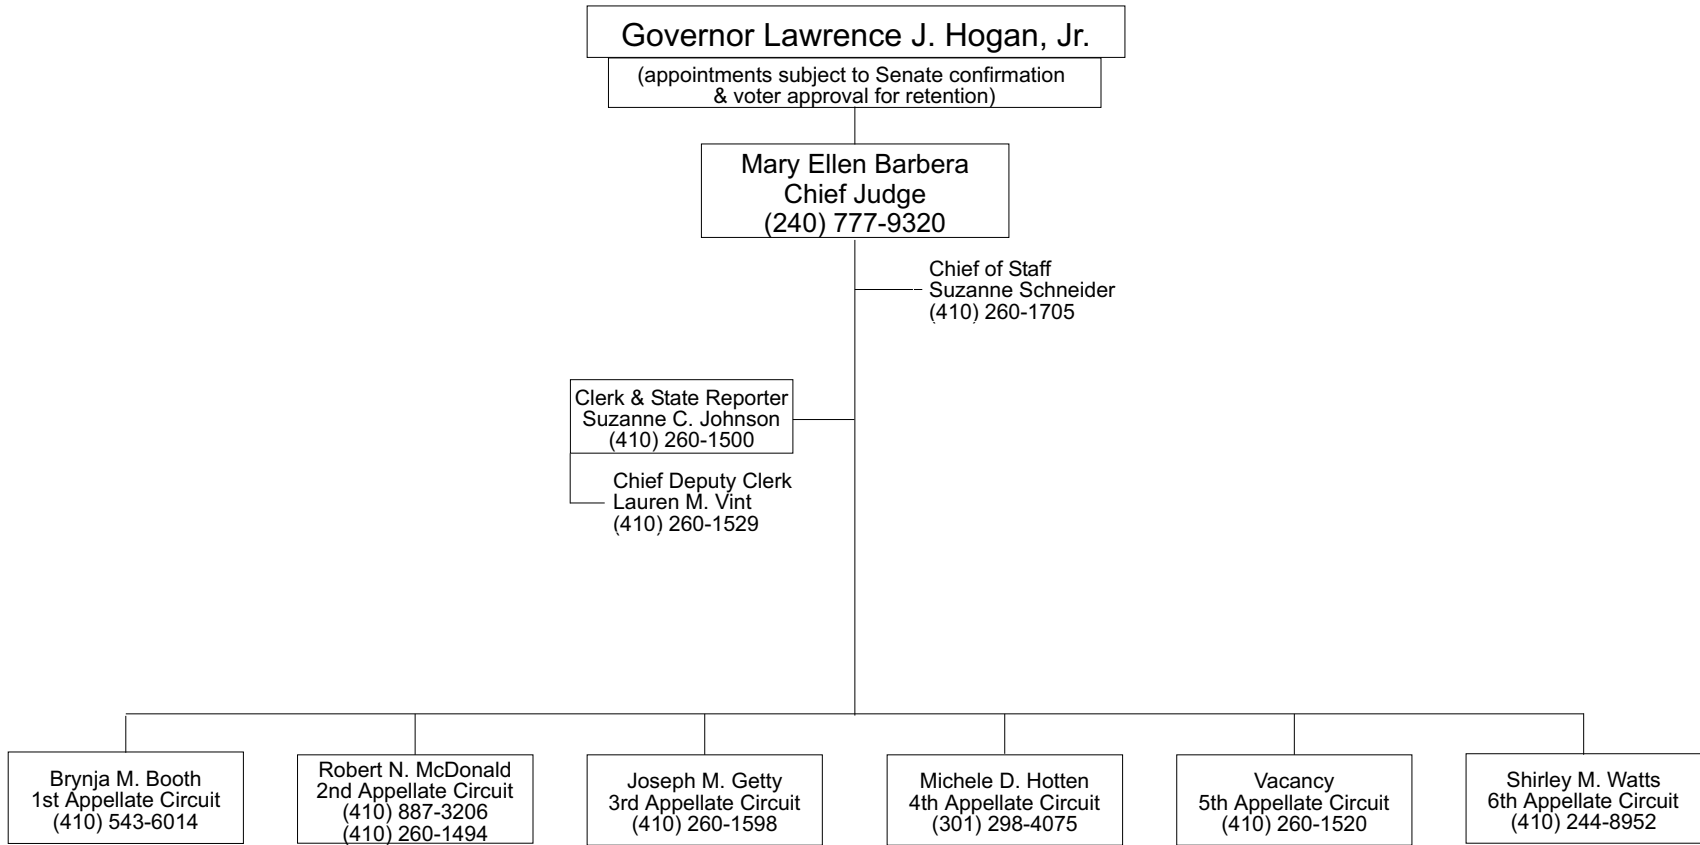 Governor Lawrence J. Hogan, Jr.
(appointments subject to Senate confirmation
& voter approval for retention)
Mary Ellen Barbera
Chief Judge
(240) 777-9320
Chief of Staff
Suzanne Schneider
(410) 260-1705
Clerk & State Reporter
Suzanne C. Johnson
(410) 260-1500
Chief Deputy Clerk
Lauren M. Vint
(410) 260-1529
Brynja M. Booth
1st Appellate Circuit
(410) 543-6014
Robert N. McDonald
2nd Appellate Circuit
(410) 887-3206
(410) 260-1494
Joseph M. Getty
3rd Appellate Circuit
(410) 260-1598
Michele D. Hotten
4th Appellate Circuit
(301) 298-4075
Vacancy
5th Appellate Circuit
(410) 260-1520
Shirley M. Watts
6th Appellate Circuit
(410) 244-8952